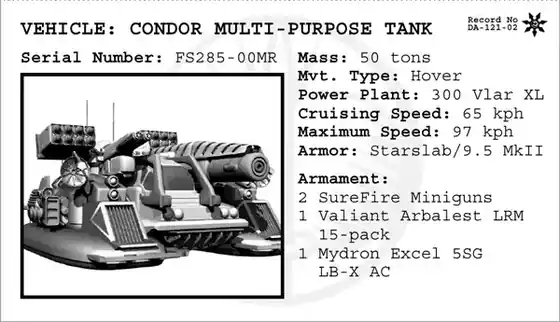 VEHICLE: CONDOR MULTI-PURPOSE TANK
Record No
DA-121-02
Serial Number: FS285-00MR
Mass: 50 tons
Mvt. Type: Hover
Power Plant: 300 Vlar XL
Cruising Speed: 65 kph
Maximum Speed: 97 kph
Armor: Starslab/9.5 MkII
Armament:
2 SureFire Miniguns
1 Valiant Arbalest LRM
15-pack
1 Mydron Excel 5SG
LB-X AC